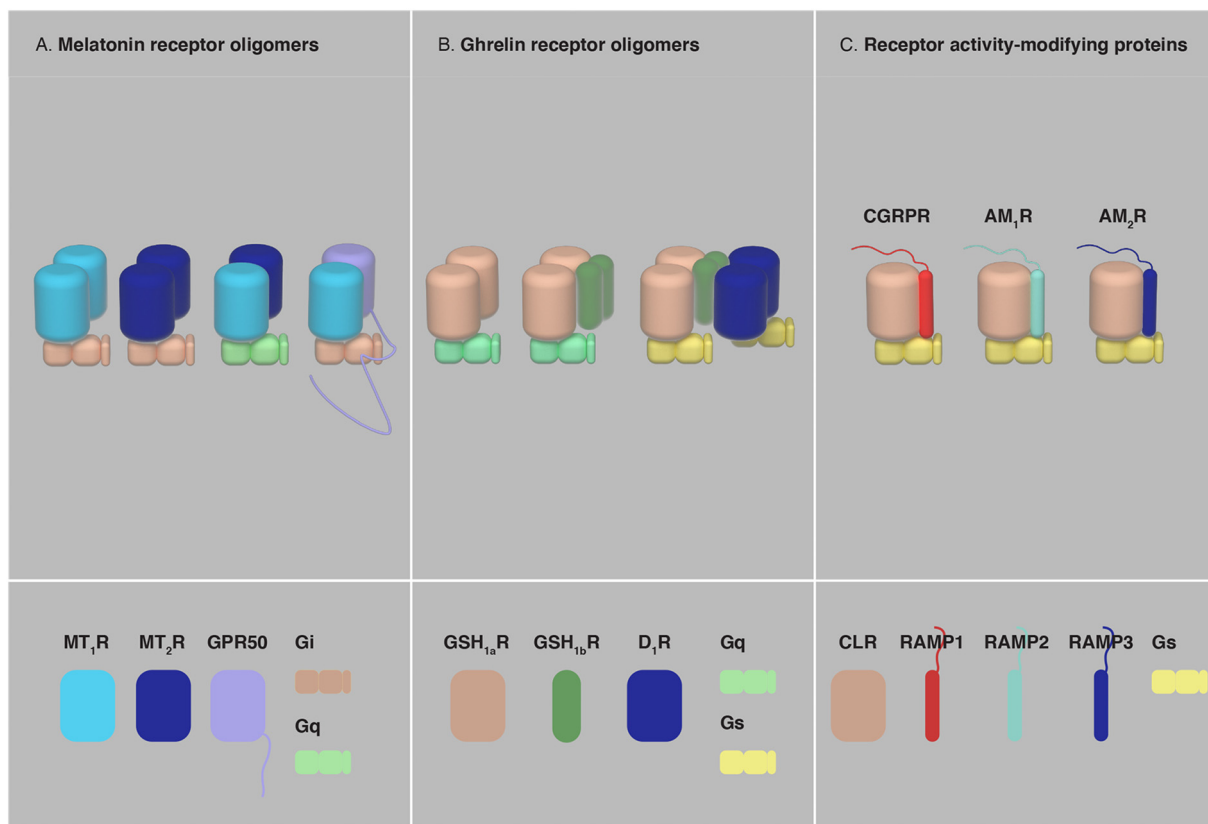 A. Melatonin receptor oligomers
B. Ghrelin receptor oligomers
C. Receptor activity-modifying proteins
CGRPR AM₁R AM₂R
MT₁R MT₂R GPR50 Gi
Gq
GSH₁ₐR GSH₁bR D₁R Gq
Gs
CLR RAMP1 RAMP2 RAMP3 Gs